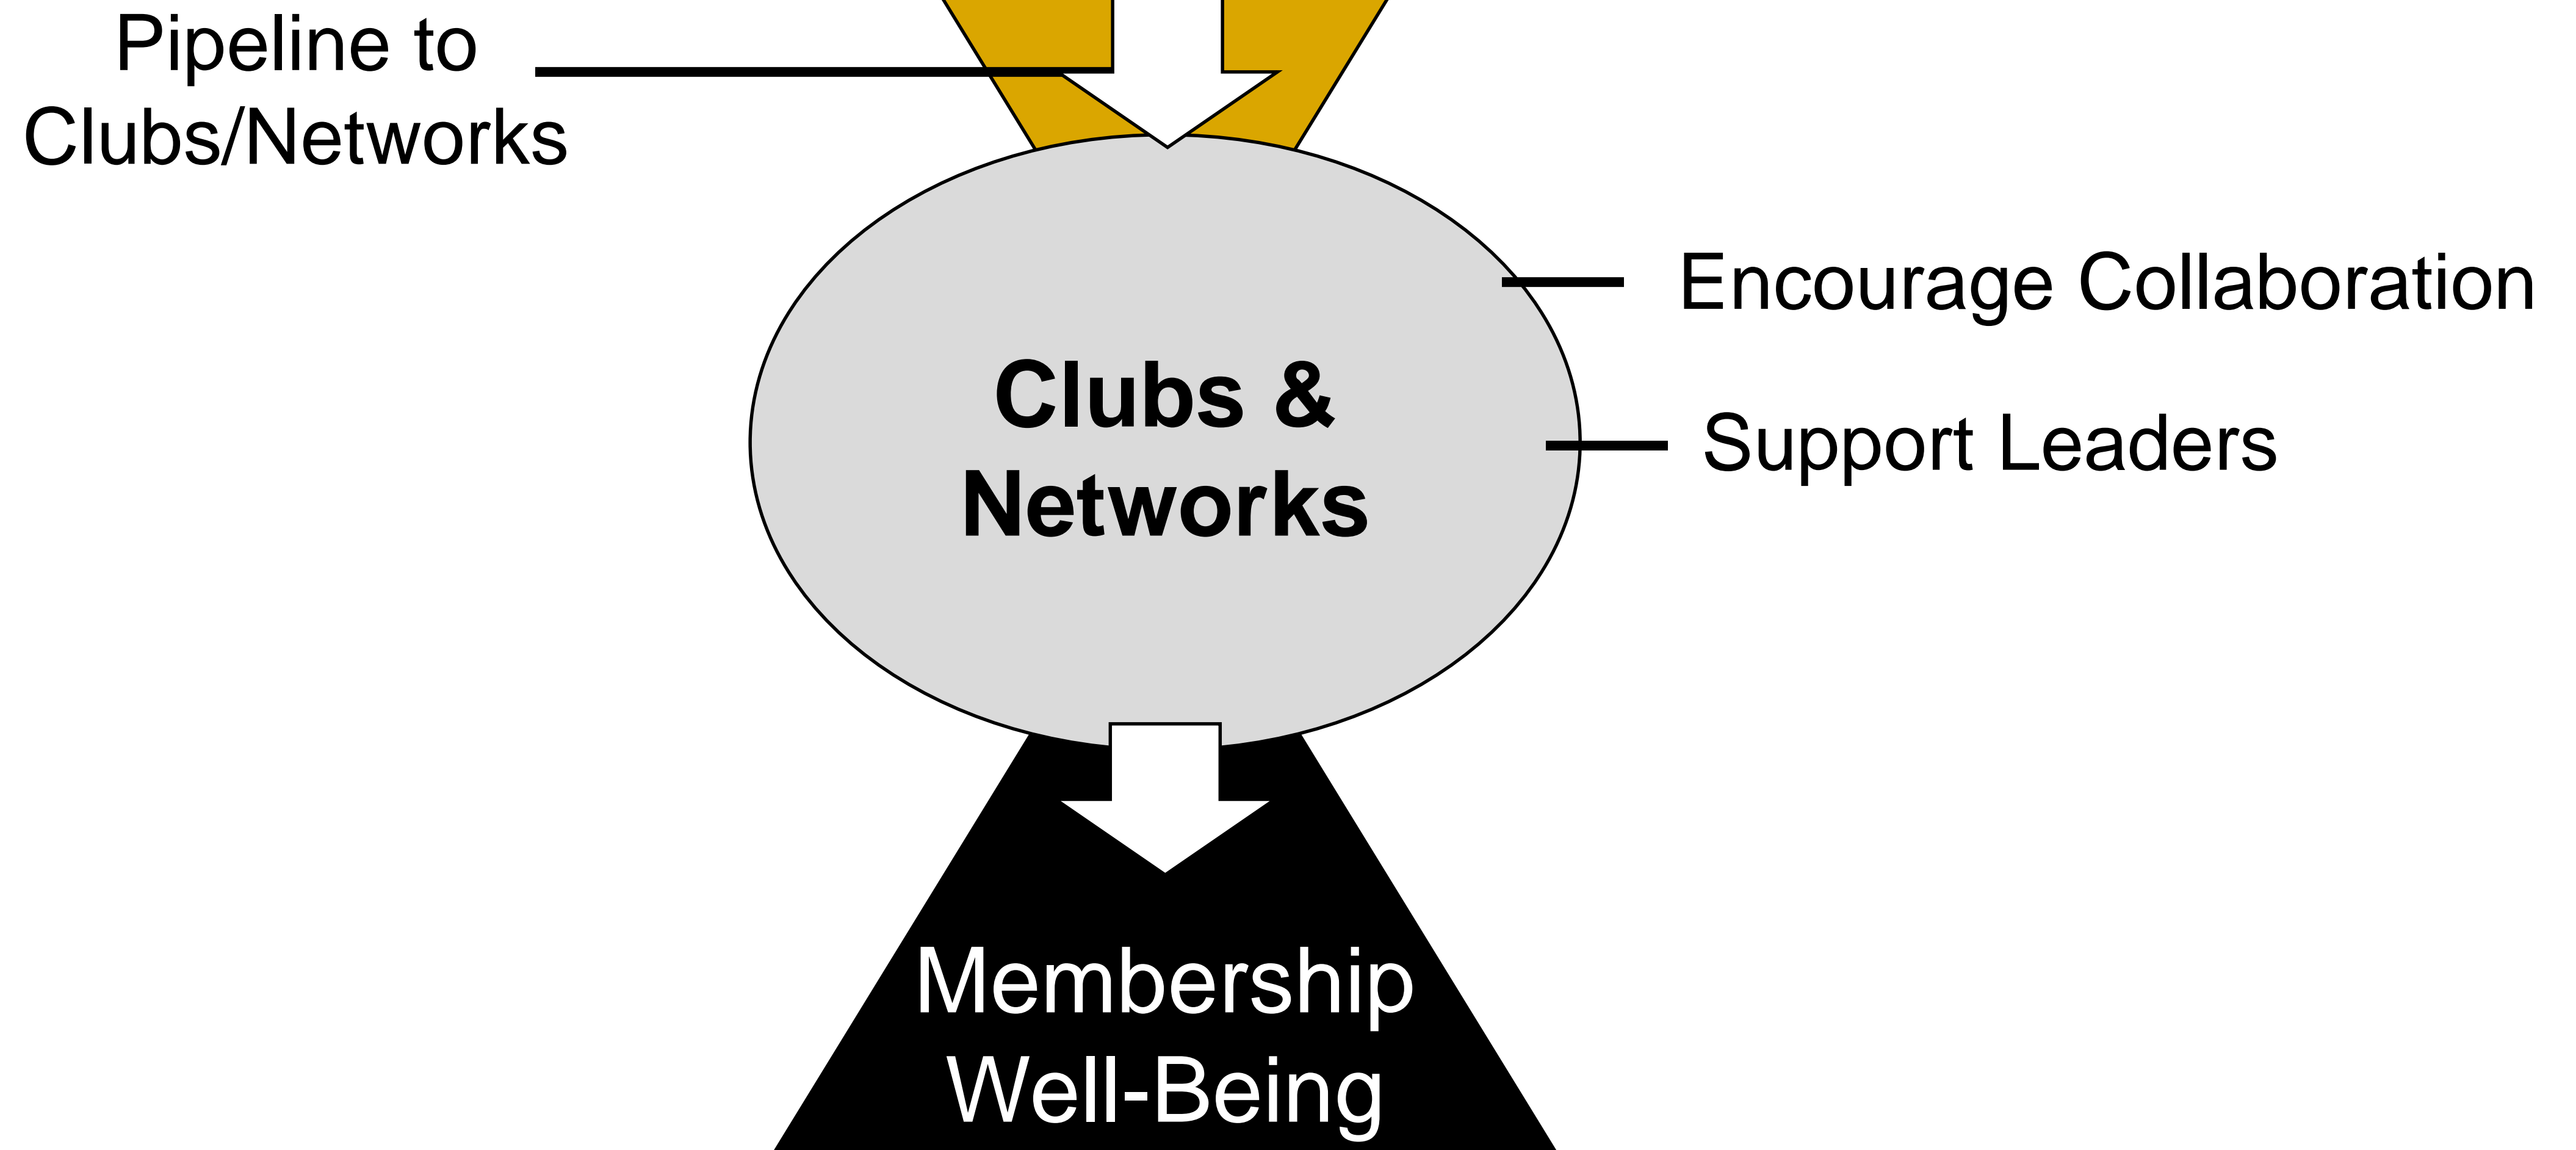 Pipeline to
Clubs/Networks
Encourage Collaboration
Clubs &
Networks
Support Leaders
Membership
Well-Being